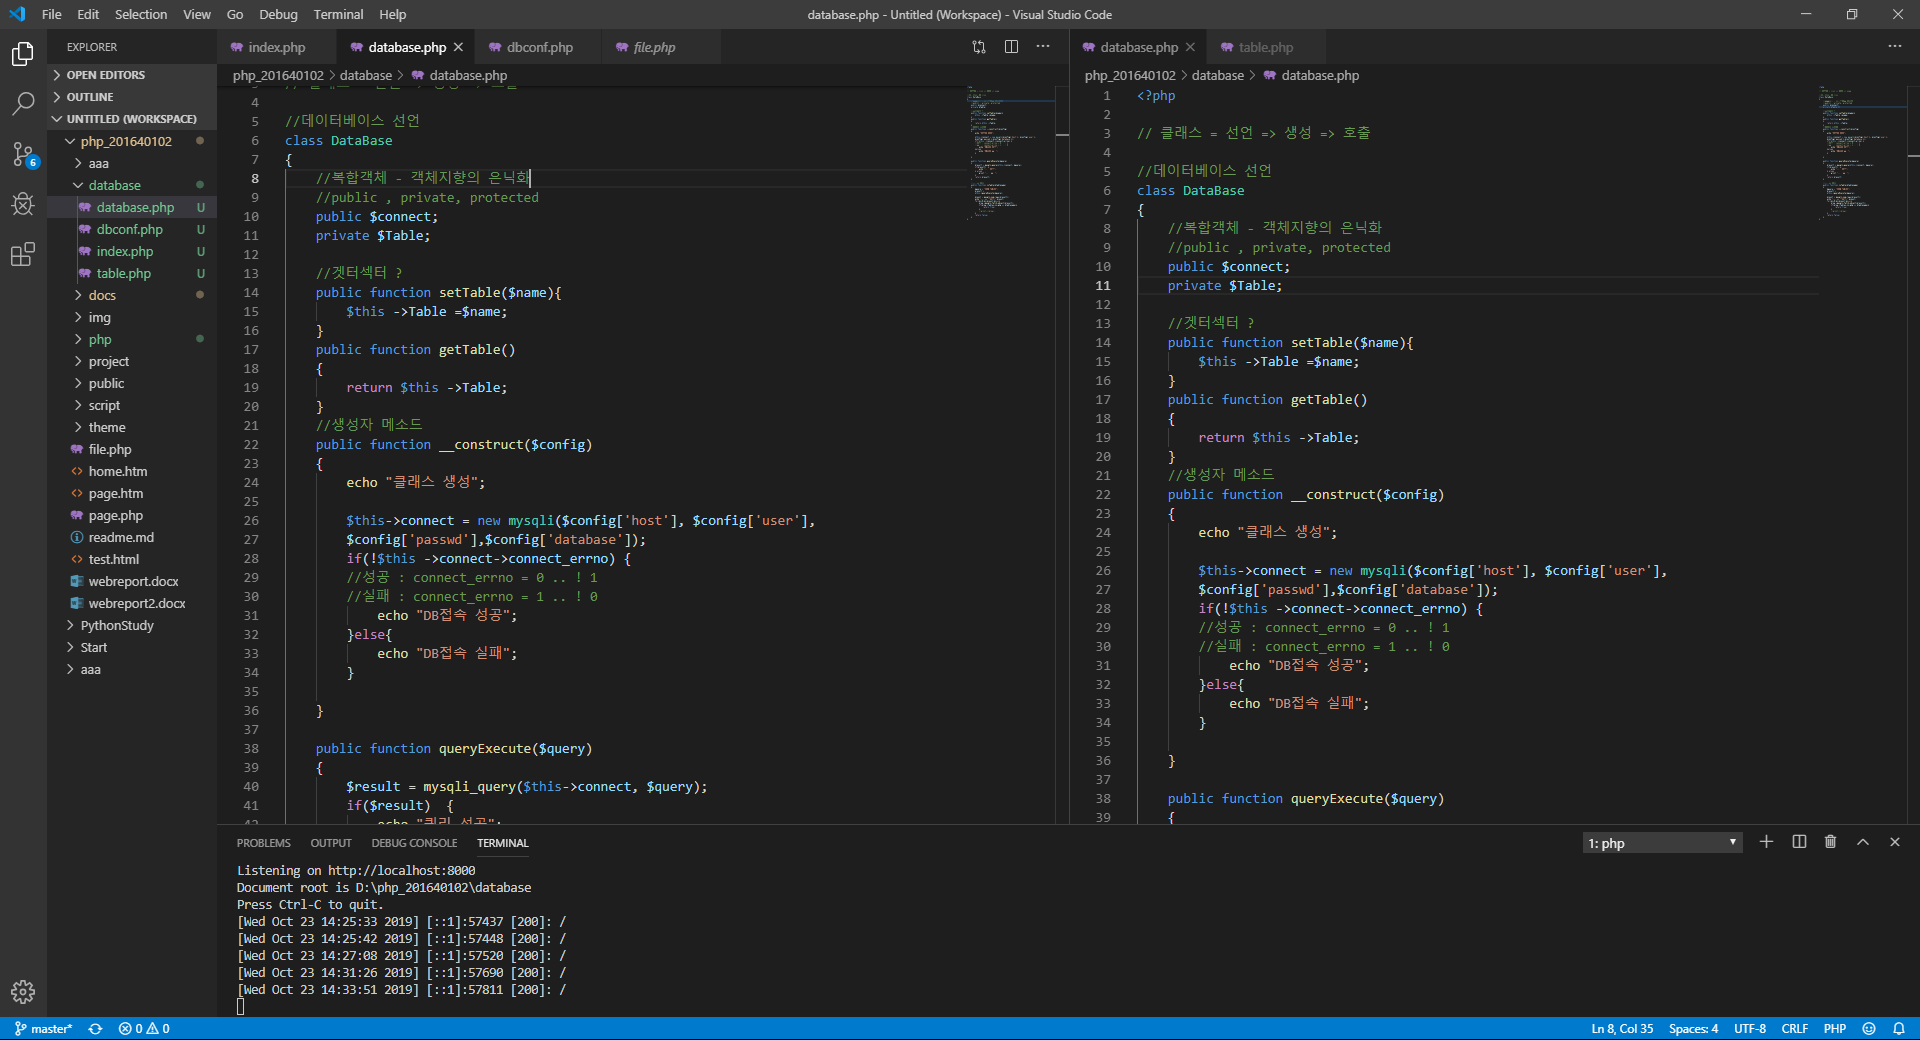 File Edit Selection View Go Debug Terminal Help
database.php - Untitled (Workspace) - Visual Studio Code
EXPLORER
OPEN EDITORS
OUTLINE
UNTITLED (WORKSPACE)
php_201640102
aaa
database
database.php U
dbconf.php U
index.php U
table.php U
docs
img
php
project
public
script
theme
file.php
home.htm
page.htm
page.php
readme.md
test.html
webreport.docx
webreport2.docx
PythonStudy
Start
aaa
6
index.php database.php dbconf.php file.php
php_201640102 > database > database.php
4
5 //데이터베이스 선언
6 class DataBase
7 {
8 //복합객체 - 객체지향의 은닉화
9 //public , private, protected
10 public $connect;
11 private $Table;
12
13 //겟터섹터 ?
14 public function setTable($name){
15 $this ->Table =$name;
16 }
17 public function getTable()
18 {
19 return $this ->Table;
20 }
21 //생성자 메소드
22 public function __construct($config)
23 {
24 echo "클래스 생성";
25
26 $this->connect = new mysqli($config['host'], $config['user'],
27 $config['passwd'],$config['database']);
28 if(!$this ->connect->connect_errno) {
29 //성공 : connect_errno = 0 .. ! 1
30 //실패 : connect_errno = 1 .. ! 0
31 echo "DB접속 성공";
32 }else{
33 echo "DB접속 실패";
34 }
35
36 }
37
38 public function queryExecute($query)
39 {
40 $result = mysqli_query($this->connect, $query);
41 if($result) {
42 echo "쿼리 성공";
database.php table.php
php_201640102 > database > database.php
1 <?php
2
3 // 클래스 = 선언 => 생성 => 호출
4
5 //데이터베이스 선언
6 class DataBase
7 {
8 //복합객체 - 객체지향의 은닉화
9 //public , private, protected
10 public $connect;
11 private $Table;
12
13 //겟터섹터 ?
14 public function setTable($name){
15 $this ->Table =$name;
16 }
17 public function getTable()
18 {
19 return $this ->Table;
20 }
21 //생성자 메소드
22 public function __construct($config)
23 {
24 echo "클래스 생성";
25
26 $this->connect = new mysqli($config['host'], $config['user'],
27 $config['passwd'],$config['database']);
28 if(!$this ->connect->connect_errno) {
29 //성공 : connect_errno = 0 .. ! 1
30 //실패 : connect_errno = 1 .. ! 0
31 echo "DB접속 성공";
32 }else{
33 echo "DB접속 실패";
34 }
35
36 }
37
38 public function queryExecute($query)
39 {
PROBLEMS OUTPUT DEBUG CONSOLE TERMINAL
1: php
Listening on http://localhost:8000
Document root is D:\php_201640102\database
Press Ctrl-C to quit.
[Wed Oct 23 14:25:33 2019] [::1]:57437 [200]: /
[Wed Oct 23 14:25:42 2019] [::1]:57448 [200]: /
[Wed Oct 23 14:27:08 2019] [::1]:57520 [200]: /
[Wed Oct 23 14:31:26 2019] [::1]:57690 [200]: /
[Wed Oct 23 14:33:51 2019] [::1]:57811 [200]: /
master* 0 0
Ln 8, Col 35 Spaces: 4 UTF-8 CRLF PHP